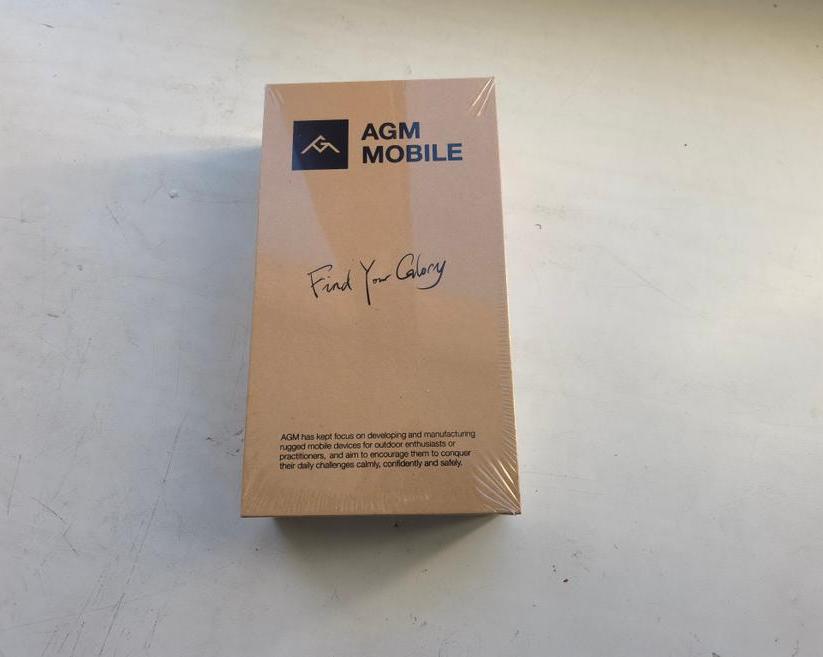 AGM
MOBILE
Find Your Glory
AGM has kept focus on developing and manufacturing
rugged mobile devices for outdoor enthusiasts or
practitioners, and aim to encourage them to conquer
their daily challenges calmly, confidently and safely.